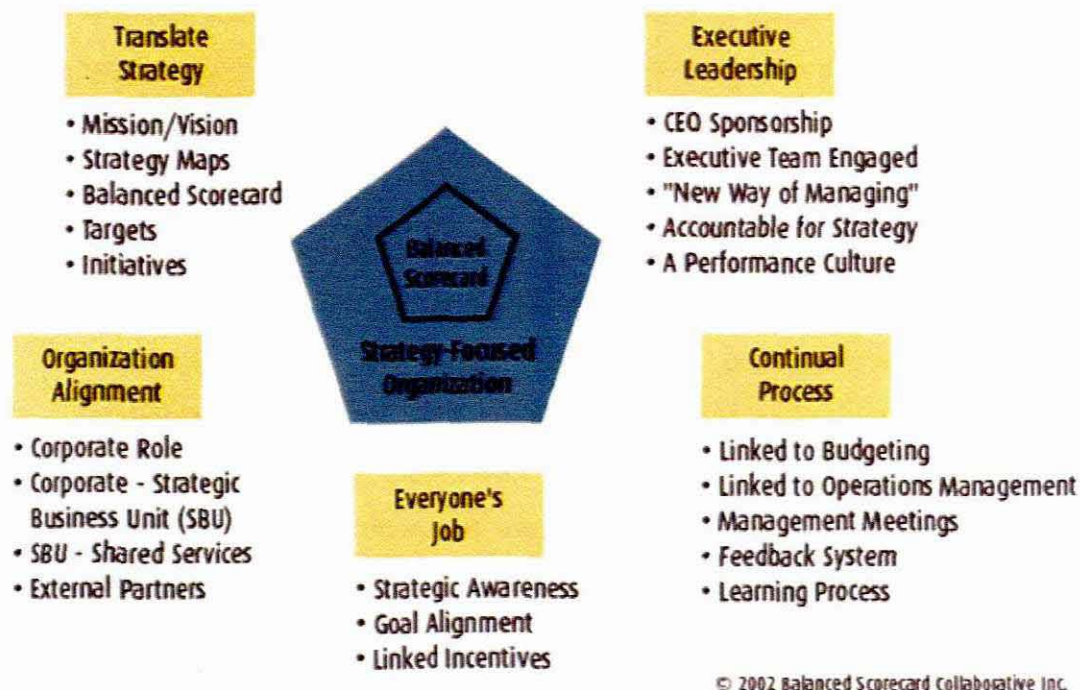 Translate
Strategy
• Mission/Vision
• Strategy Maps
• Balanced Scorecard
• Targets
• Initiatives
Executive
Leadership
• CEO Sponsorship
• Executive Team Engaged
• "New Way of Managing"
• Accountable for Strategy
• A Performance Culture
Balanced
Scorecard
Strategy-Focused
Organization
Organization
Alignment
• Corporate Role
• Corporate - Strategic
Business Unit (SBU)
• SBU - Shared Services
• External Partners
Everyone's
Job
• Strategic Awareness
• Goal Alignment
• Linked Incentives
Continual
Process
• Linked to Budgeting
• Linked to Operations Management
• Management Meetings
• Feedback System
• Learning Process
© 2002 Balanced Scorecard Collaborative Inc.